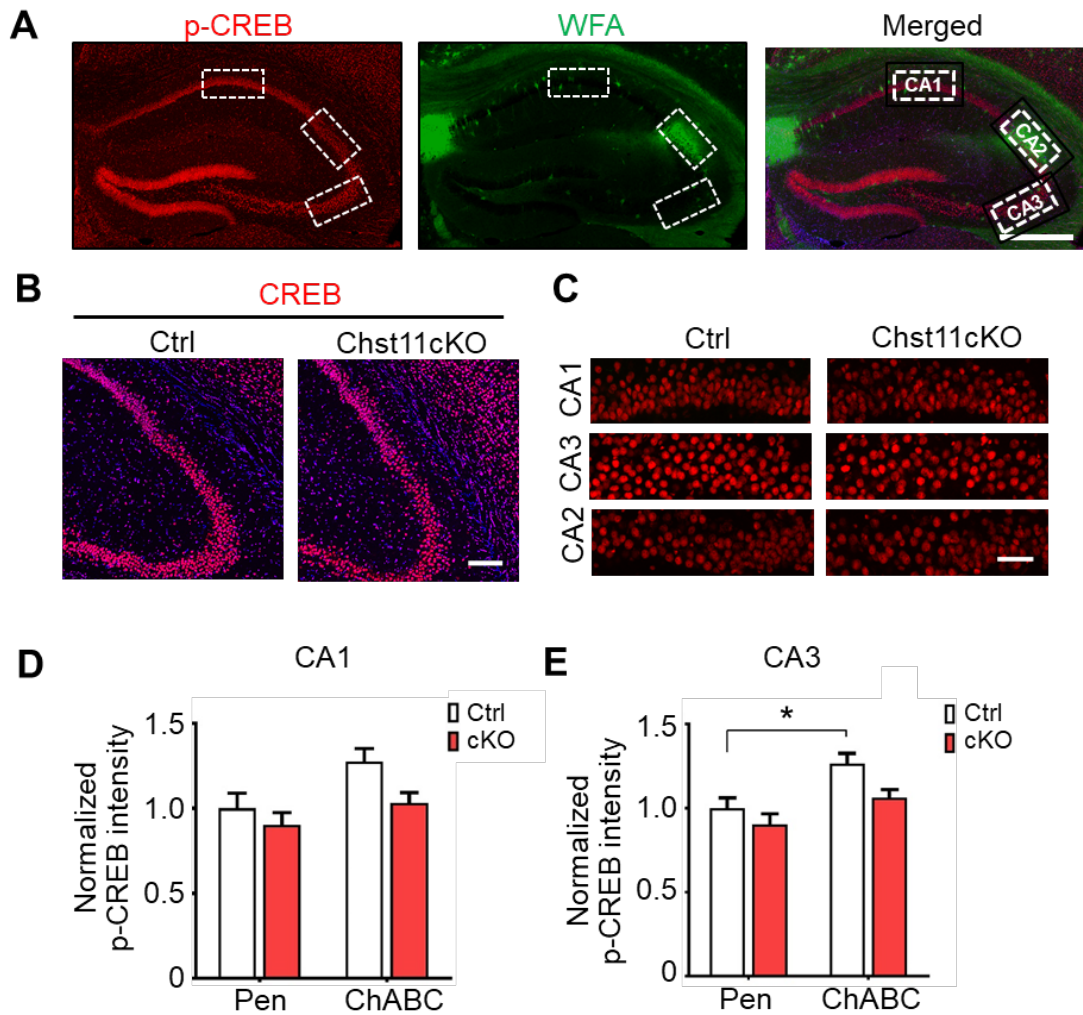 A
p-CREB
WFA
Merged
CA1
CA2
CA3
B
CREB
Ctrl
Chst11cKO
C
Ctrl
Chst11cKO
CA1
CA3
CA2
D
CA1
Normalized
p-CREB intensity
1.5
1.0
0.5
0
Ctrl
cKO
Pen
ChABC
E
CA3
Normalized
p-CREB intensity
1.5
1.0
0.5
0
*
Ctrl
cKO
Pen
ChABC